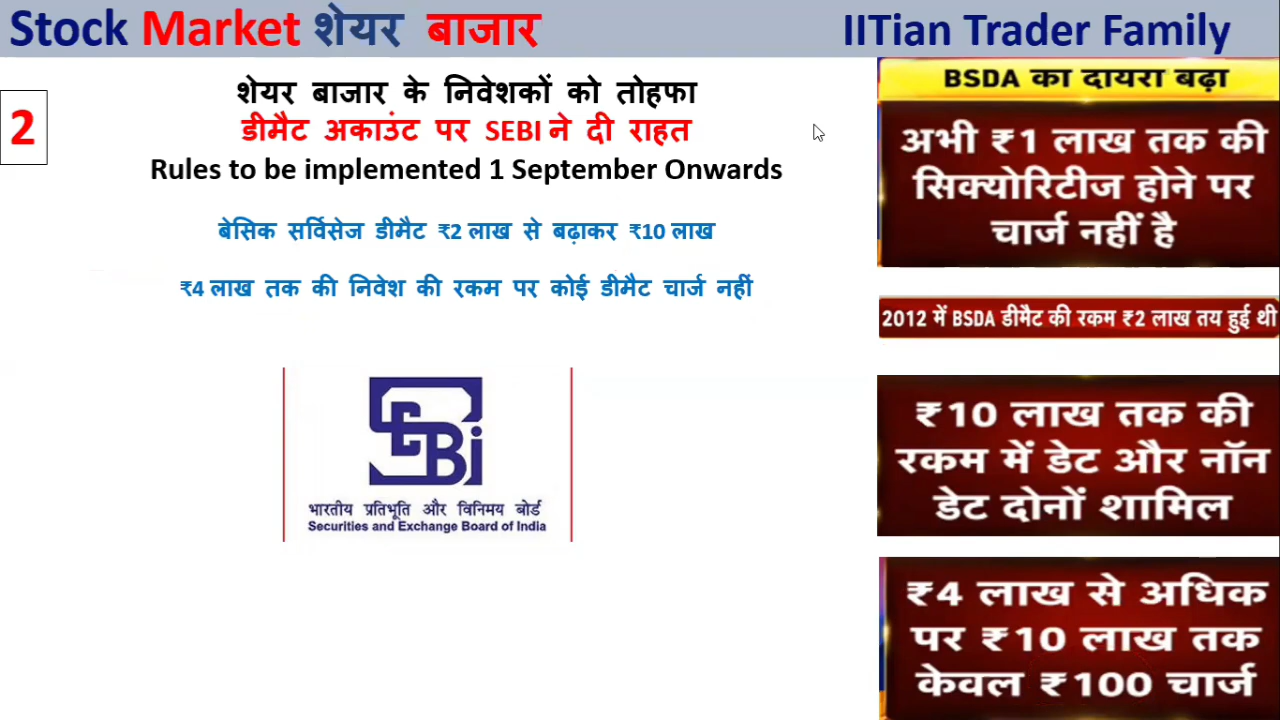 Stock Market शेयर बाजार
IITian Trader Family
2
शेयर बाजार के निवेशकों को तोहफा
डीमैट अकाउंट पर SEBI ने दी राहत
Rules to be implemented 1 September Onwards
बेसिक सर्विसेज डीमैट ₹2 लाख से बढ़ाकर ₹10 लाख
₹4 लाख तक की निवेश की रकम पर कोई डीमैट चार्ज नहीं
SEBI
भारतीय प्रतिभूति और विनिमय बोर्ड
Securities and Exchange Board of India
BSDA का दायरा बढ़ा
अभी ₹1 लाख तक की
सिक्योरिटीज होने पर
चार्ज नहीं है
2012 में BSDA डीमैट की रकम ₹2 लाख तय हुई थी
₹10 लाख तक की
रकम में डेट और नॉन
डेट दोनों शामिल
₹4 लाख से अधिक
पर ₹10 लाख तक
केवल ₹100 चार्ज